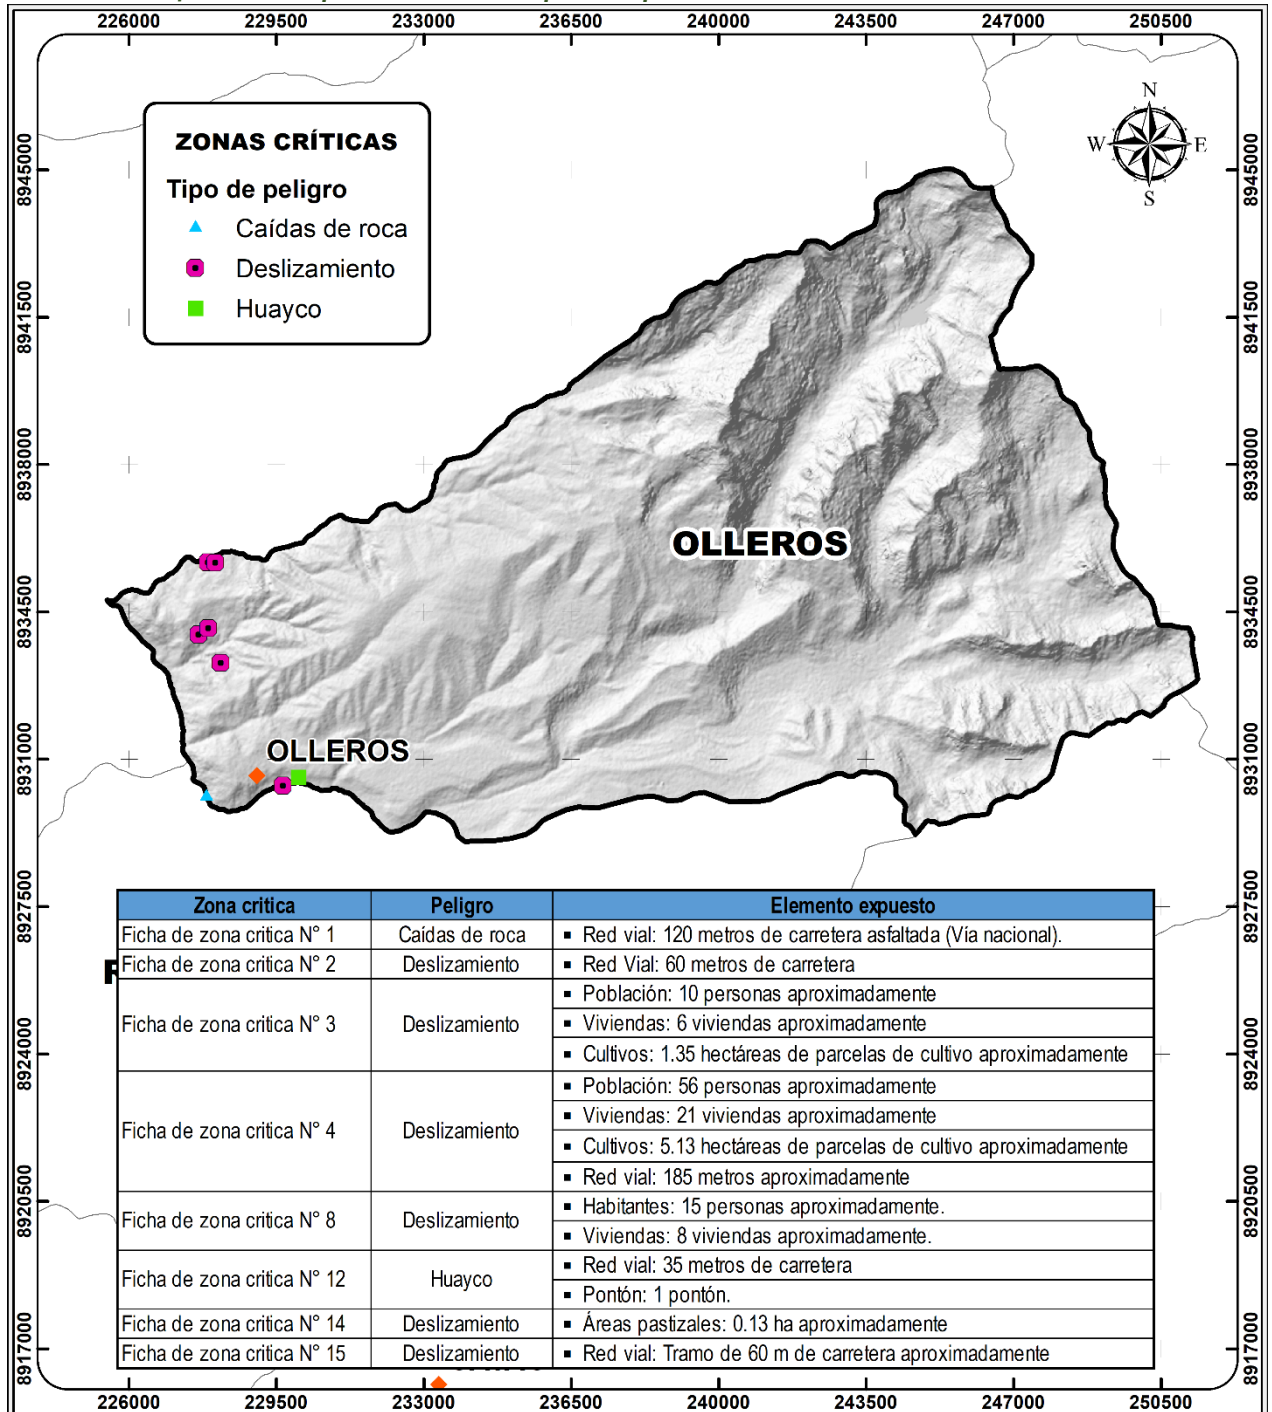 226000 229500 233000 236500 240000 243500 247000 250500
ZONAS CRÍTICAS
Tipo de peligro
Caídas de roca
Deslizamiento
Huayco
N
W E
S
8945000 8945000
8941500 8941500
8938000 8938000
OLLEROS
8934500 8934500
OLLEROS
8931000 8931000
8927500 8927500
Zona critica Peligro Elemento expuesto
Ficha de zona critica N° 1 Caídas de roca ▪ Red vial: 120 metros de carretera asfaltada (Vía nacional).
Ficha de zona critica N° 2 Deslizamiento ▪ Red Vial: 60 metros de carretera
Ficha de zona critica N° 3 Deslizamiento ▪ Población: 10 personas aproximadamente
▪ Viviendas: 6 viviendas aproximadamente
▪ Cultivos: 1.35 hectáreas de parcelas de cultivo aproximadamente
8924000 8924000
Ficha de zona critica N° 4 Deslizamiento ▪ Población: 56 personas aproximadamente
▪ Viviendas: 21 viviendas aproximadamente
▪ Cultivos: 5.13 hectáreas de parcelas de cultivo aproximadamente
▪ Red vial: 185 metros aproximadamente
8920500 8920500
Ficha de zona critica N° 8 Deslizamiento ▪ Habitantes: 15 personas aproximadamente.
▪ Viviendas: 8 viviendas aproximadamente.
Ficha de zona critica N° 12 Huayco ▪ Red vial: 35 metros de carretera
▪ Pontón: 1 pontón.
Ficha de zona critica N° 14 Deslizamiento ▪ Áreas pastizales: 0.13 ha aproximadamente
Ficha de zona critica N° 15 Deslizamiento ▪ Red vial: Tramo de 60 m de carretera aproximadamente
8917000 8917000
226000 229500 233000 236500 240000 243500 247000 250500